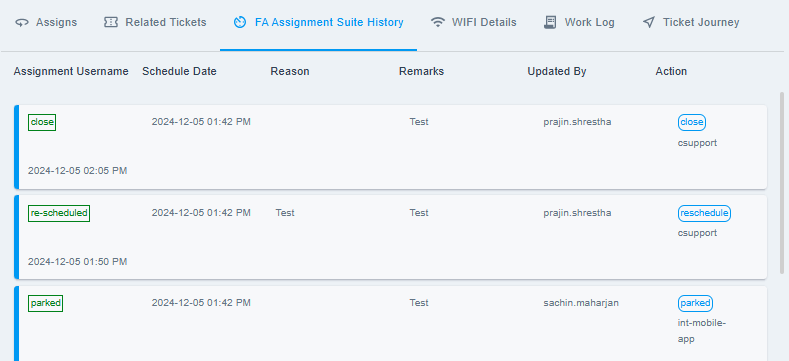 Assigns Related Tickets FA Assignment Suite History WIFI Details Work Log Ticket Journey
Assignment Username Schedule Date Reason Remarks Updated By Action
close 2024-12-05 01:42 PM Test prajin.shrestha close
csupport
2024-12-05 02:05 PM
re-scheduled 2024-12-05 01:42 PM Test Test prajin.shrestha reschedule
csupport
2024-12-05 01:50 PM
parked 2024-12-05 01:42 PM Test sachin.maharjan parked
int-mobile-
app